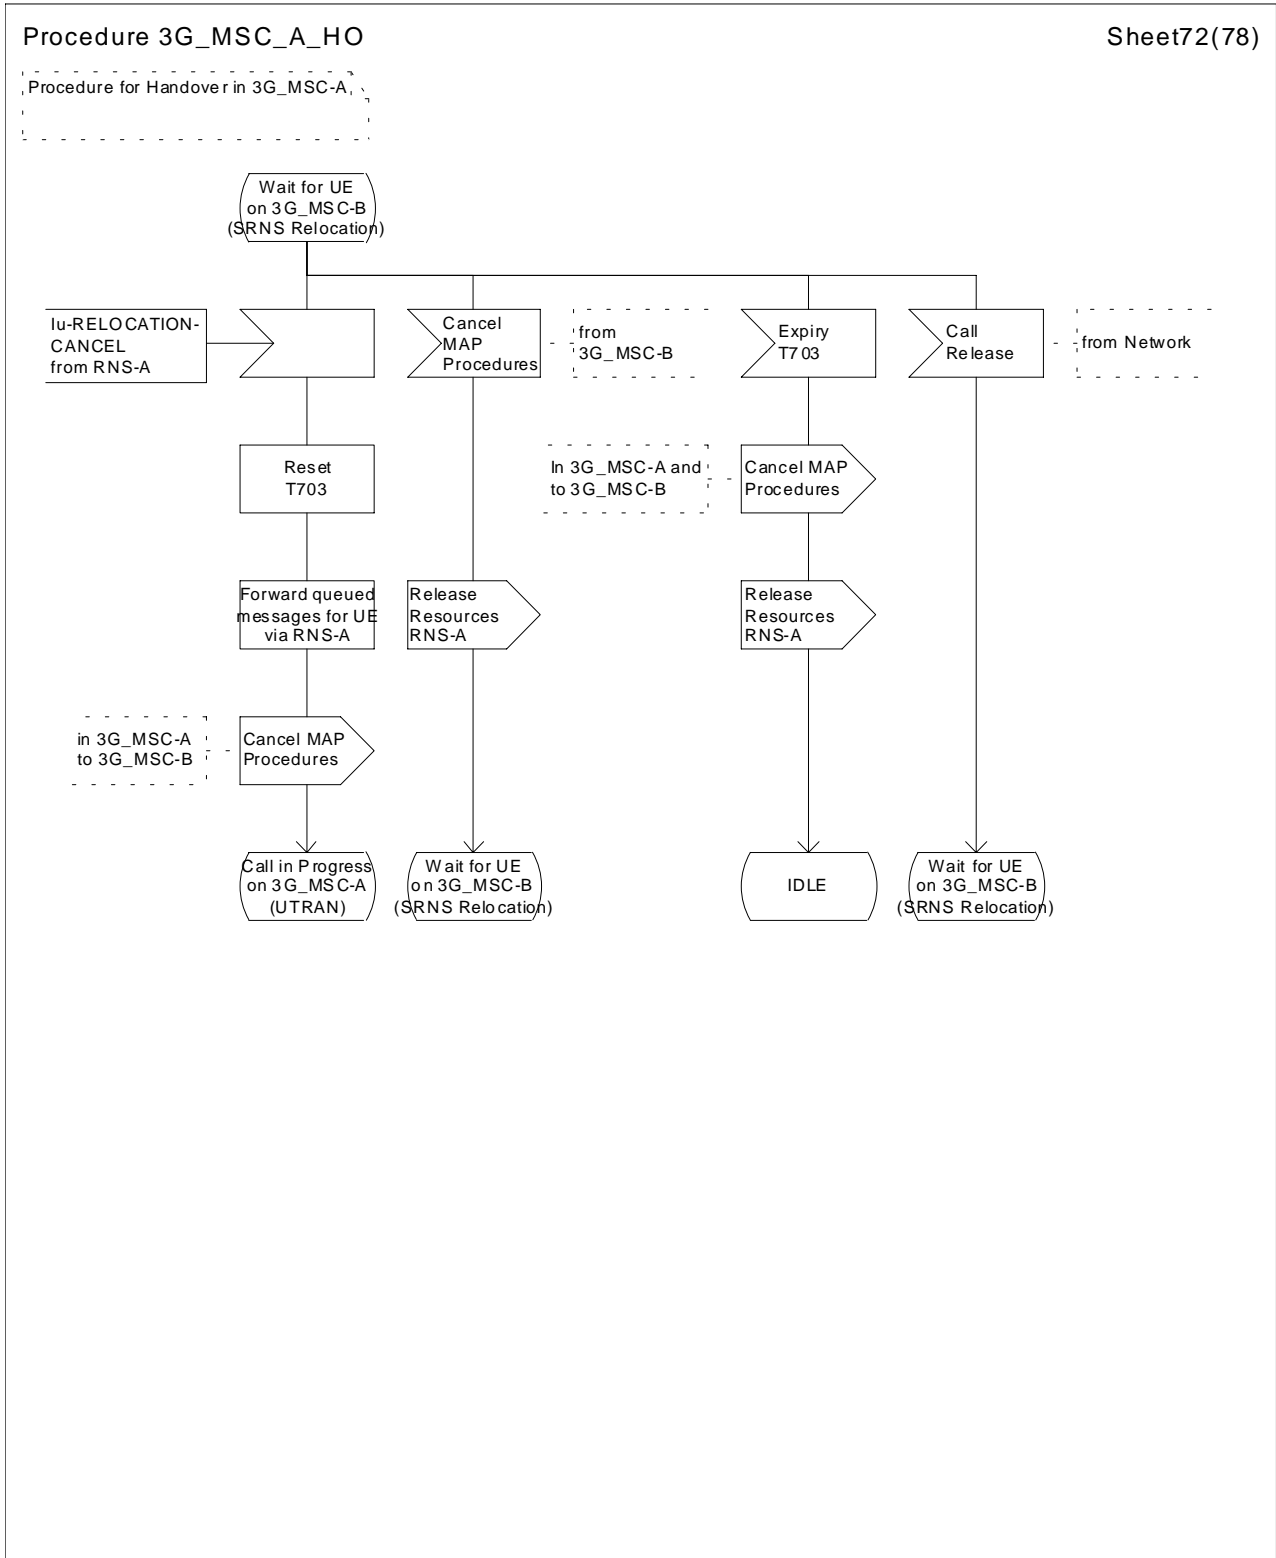 Procedure 3G_MSC_A_HO
Sheet72(78)
Procedure for Handover in 3G_MSC-A
Wait for UE
on 3G_MSC-B
(SRNS Relocation)
Iu-RELOCATION-
CANCEL
from RNS-A
Cancel
MAP
Procedures
from
3G_MSC-B
Expiry
T703
Call
Release
from Network
Reset
T703
In 3G_MSC-A and
to 3G_MSC-B
Cancel MAP
Procedures
Forward queued
messages for UE
via RNS-A
Release
Resources
RNS-A
Release
Resources
RNS-A
in 3G_MSC-A
to 3G_MSC-B
Cancel MAP
Procedures
Call in Progress
on 3G_MSC-A
(UTRAN)
Wait for UE
on 3G_MSC-B
(SRNS Relocation)
IDLE
Wait for UE
on 3G_MSC-B
(SRNS Relocation)